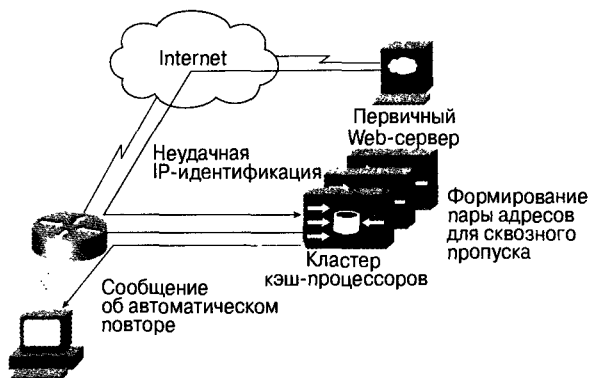 Internet
Первичный
Web-сервер
Неудачная
IP-идентификация
Формирование
пары адресов
для сквозного
пропуска
Кластер
кэш-процессоров
Сообщение
об автоматическом
повторе